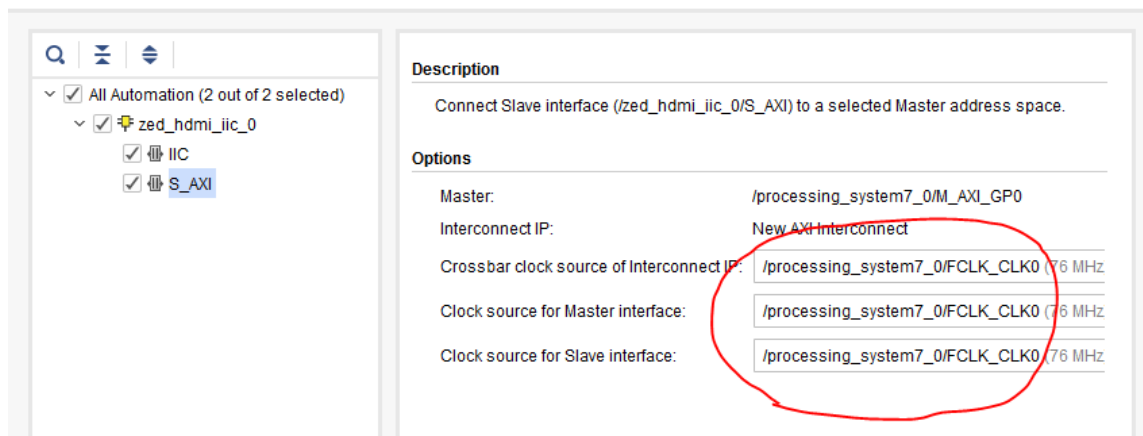 All Automation (2 out of 2 selected)
zed_hdmi_iic_0
IIC
S_AXI
Description
Connect Slave interface (/zed_hdmi_iic_0/S_AXI) to a selected Master address space.
Options
Master: /processing_system7_0/M_AXI_GP0
Interconnect IP: New AXI Interconnect
Crossbar clock source of Interconnect IP: /processing_system7_0/FCLK_CLK0 (76 MHz
Clock source for Master interface: /processing_system7_0/FCLK_CLK0 (76 MHz
Clock source for Slave interface: /processing_system7_0/FCLK_CLK0 (76 MHz